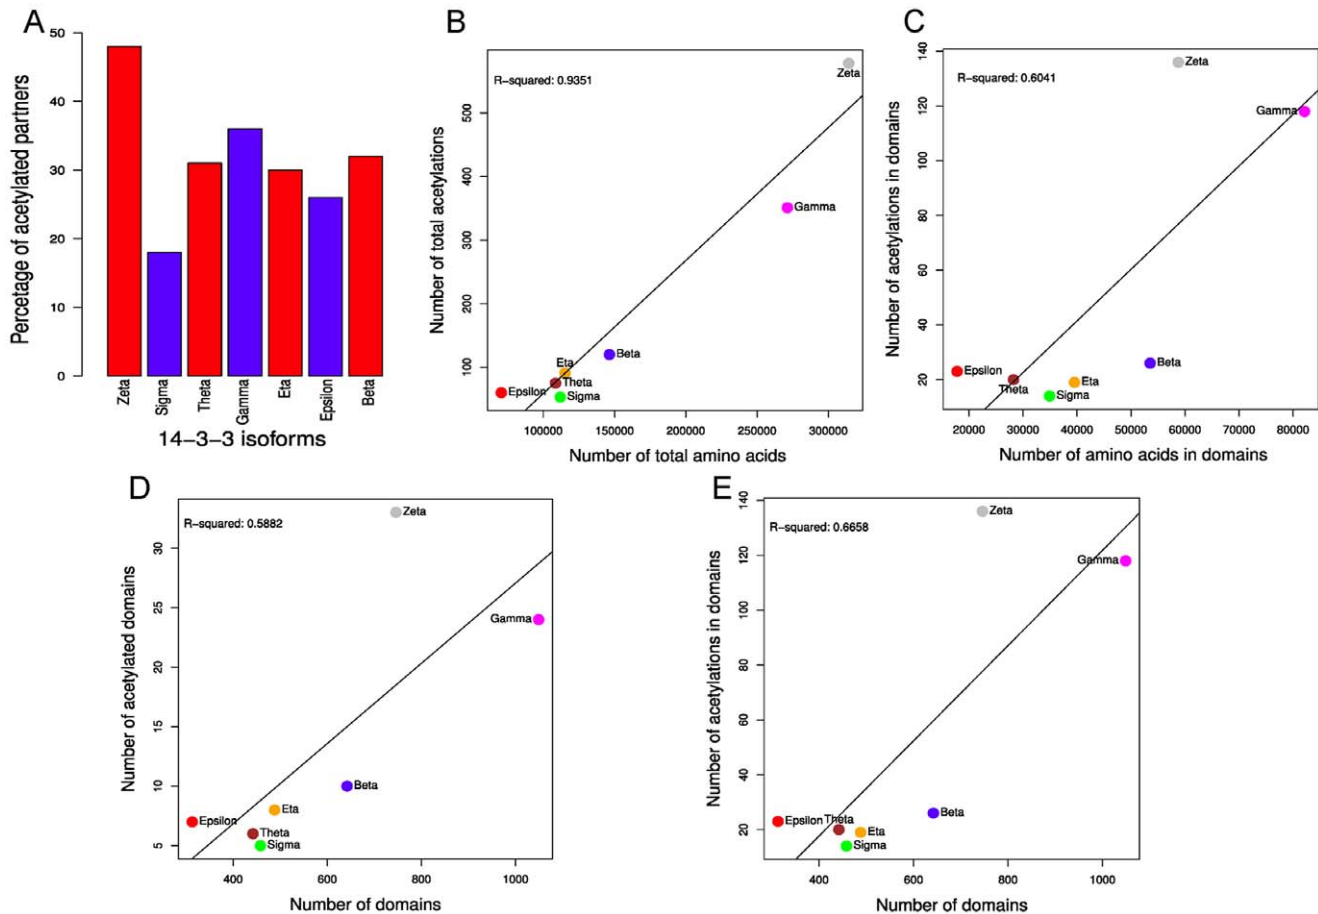 A
Percetage of acetylated partners
50
40
30
20
10
0
Zeta
Sigma
Theta
Gamma
Eta
Epsilon
Beta
14-3-3 isoforms
B
R-squared: 0.9351
Number of total acetylations
500
400
300
200
100
Zeta
Gamma
Beta
Eta
Theta
Epsilon
Sigma
100000 150000 200000 250000 300000
Number of total amino acids
C
R-squared: 0.6041
Number of acetylations in domains
140
120
100
80
60
40
20
Zeta
Gamma
Beta
Epsilon
Theta
Eta
Sigma
20000 30000 40000 50000 60000 70000 80000
Number of amino acids in domains
D
R-squared: 0.5882
Number of acetylated domains
30
25
20
15
10
5
Zeta
Gamma
Beta
Eta
Epsilon
Theta
Sigma
400 600 800 1000
Number of domains
E
R-squared: 0.6658
Number of acetylations in domains
140
120
100
80
60
40
20
Zeta
Gamma
Beta
Epsilon
Theta
Eta
Sigma
400 600 800 1000
Number of domains